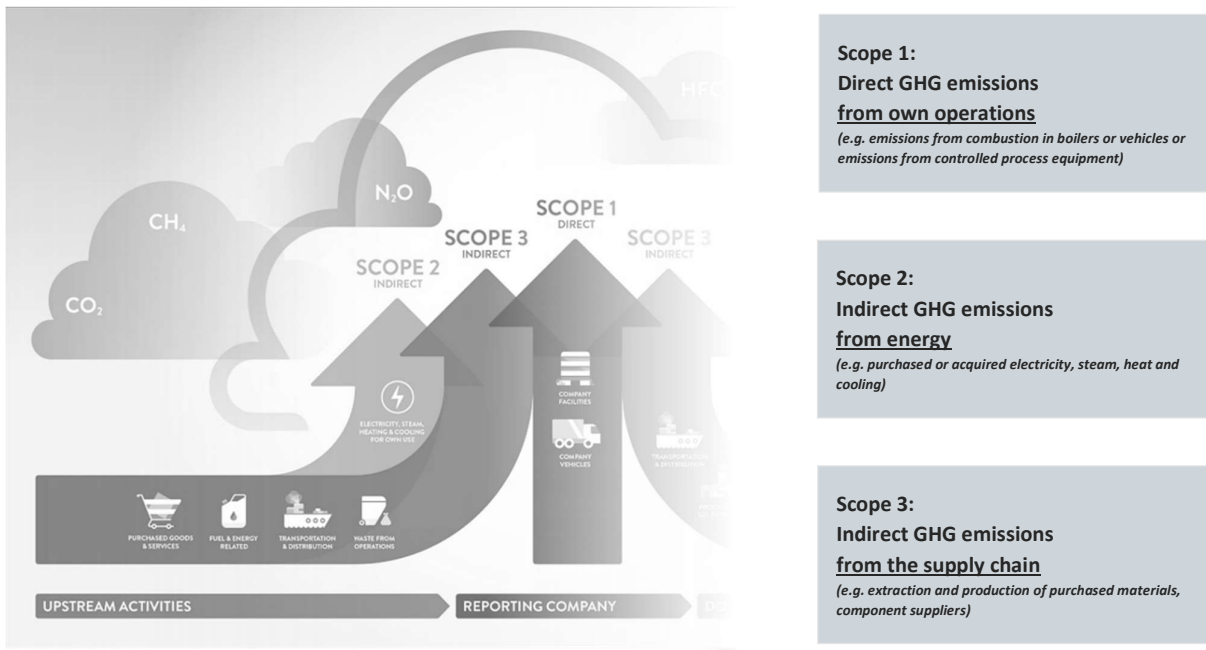 HFC
N₂O
CH₄
CO₂
SCOPE 1
DIRECT
SCOPE 3
INDIRECT
SCOPE 3
INDIRECT
SCOPE 2
INDIRECT
COMPANY
FACILITIES
ELECTRICITY, STEAM,
HEATING & COOLING
FOR OWN USE
COMPANY
VEHICLES
TRANSPORTATION
& DISTRIBUTION
PURCHASED GOODS
& SERVICES
FUEL & ENERGY
RELATED
TRANSPORTATION
& DISTRIBUTION
WASTE FROM
OPERATIONS
UPSTREAM ACTIVITIES
REPORTING COMPANY
Scope 1:
Direct GHG emissions
from own operations
(e.g. emissions from combustion in boilers or vehicles or
emissions from controlled process equipment)
Scope 2:
Indirect GHG emissions
from energy
(e.g. purchased or acquired electricity, steam, heat and
cooling)
Scope 3:
Indirect GHG emissions
from the supply chain
(e.g. extraction and production of purchased materials,
component suppliers)